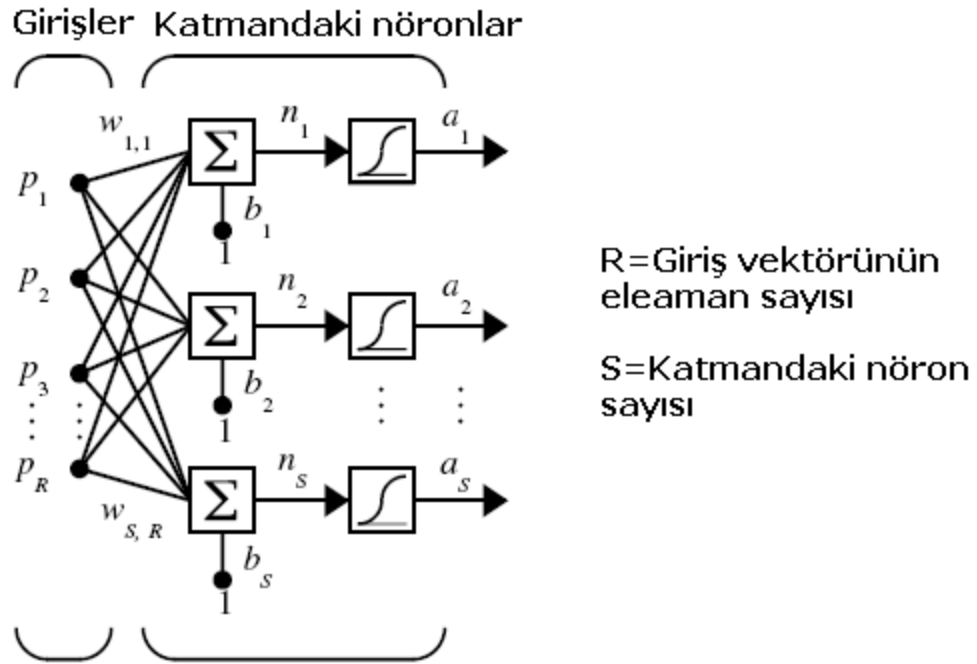 Girişler Katmandaki nöronlar
w1,1 n1 a1
p1
b1
1
p2 n2 a2
p3
b2
1
pR nS aS
wS, R
bS
1
R=Giriş vektörünün
eleaman sayısı
S=Katmandaki nöron
sayısı
Σ
Σ
Σ